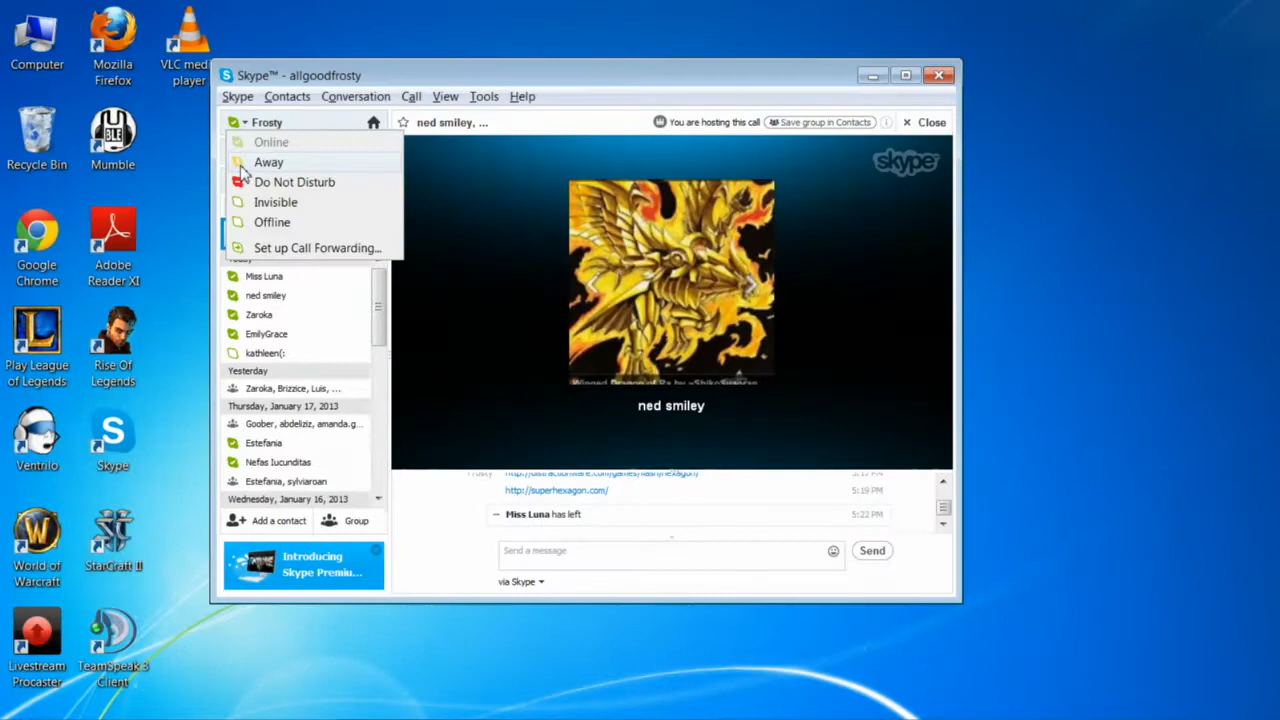 Computer
Mozilla
Firefox
VLC med
player
Recycle Bin
Mumble
Google
Chrome
Adobe
Reader XI
Play League
of Legends
Rise Of
Legends
Ventrilo
Skype
World of
Warcraft
StarCraft II
Livestream
Procaster
TeamSpeak 3
Client
Skype™ - allgoodfrosty
Skype Contacts Conversation Call View Tools Help
Frosty
Online
Away
Do Not Disturb
Invisible
Offline
Set up Call Forwarding...
Miss Luna
ned smiley
Zaroka
EmilyGrace
kathleen(:
Yesterday
Zaroka, Brizzice, Luis, ...
Thursday, January 17, 2013
Goober, abdeliziz, amanda.g...
Estefania
Nefas Iucunditas
Estefania, sylviaroan
Wednesday, January 16, 2013
Add a contact Group
Introducing
Skype Premiu...
ned smiley, ... You are hosting this call Save group in Contacts Close
skype
Winged Dragon of Ra by
ned smiley
http://superhexagon.com/ 5:19 PM
Miss Luna has left 5:22 PM
Send a message Send
via Skype